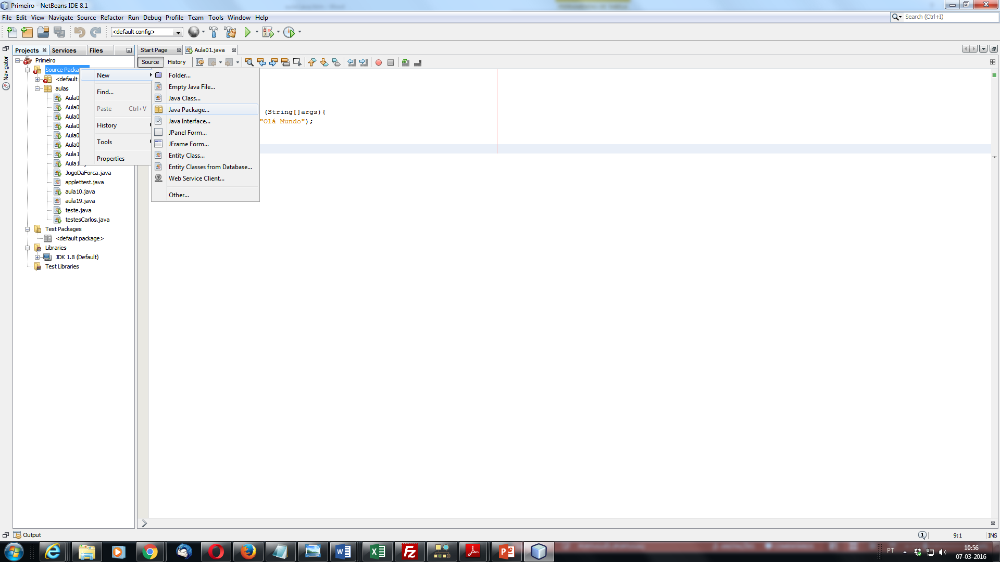 Primeiro - NetBeans IDE 8.1
File Edit View Navigate Source Refactor Run Debug Profile Team Tools Window Help
Search (Ctrl+I)
<default config>
Projects Services Files
Start Page Aula01.java
Source History
Navigator
Primeiro
Source Packa
<default
aulas
Aula0
Aula0
Aula0
Aula0
Aula0
Aula0
Aula1
Aula1
JogoDaForca.java
applettest.java
aula10.java
aula19.java
teste.java
testesCarlos.java
Test Packages
<default package>
Libraries
JDK 1.8 (Default)
Test Libraries
New
Find...
Paste Ctrl+V
History
Tools
Properties
Folder...
Empty Java File...
Java Class...
Java Package...
Java Interface...
JPanel Form...
JFrame Form...
Entity Class...
Entity Classes from Database...
Web Service Client...
Other...
(String[]args){
"Olá Mundo");
Output
1
9:1
INS
PT
10:56
07-03-2016